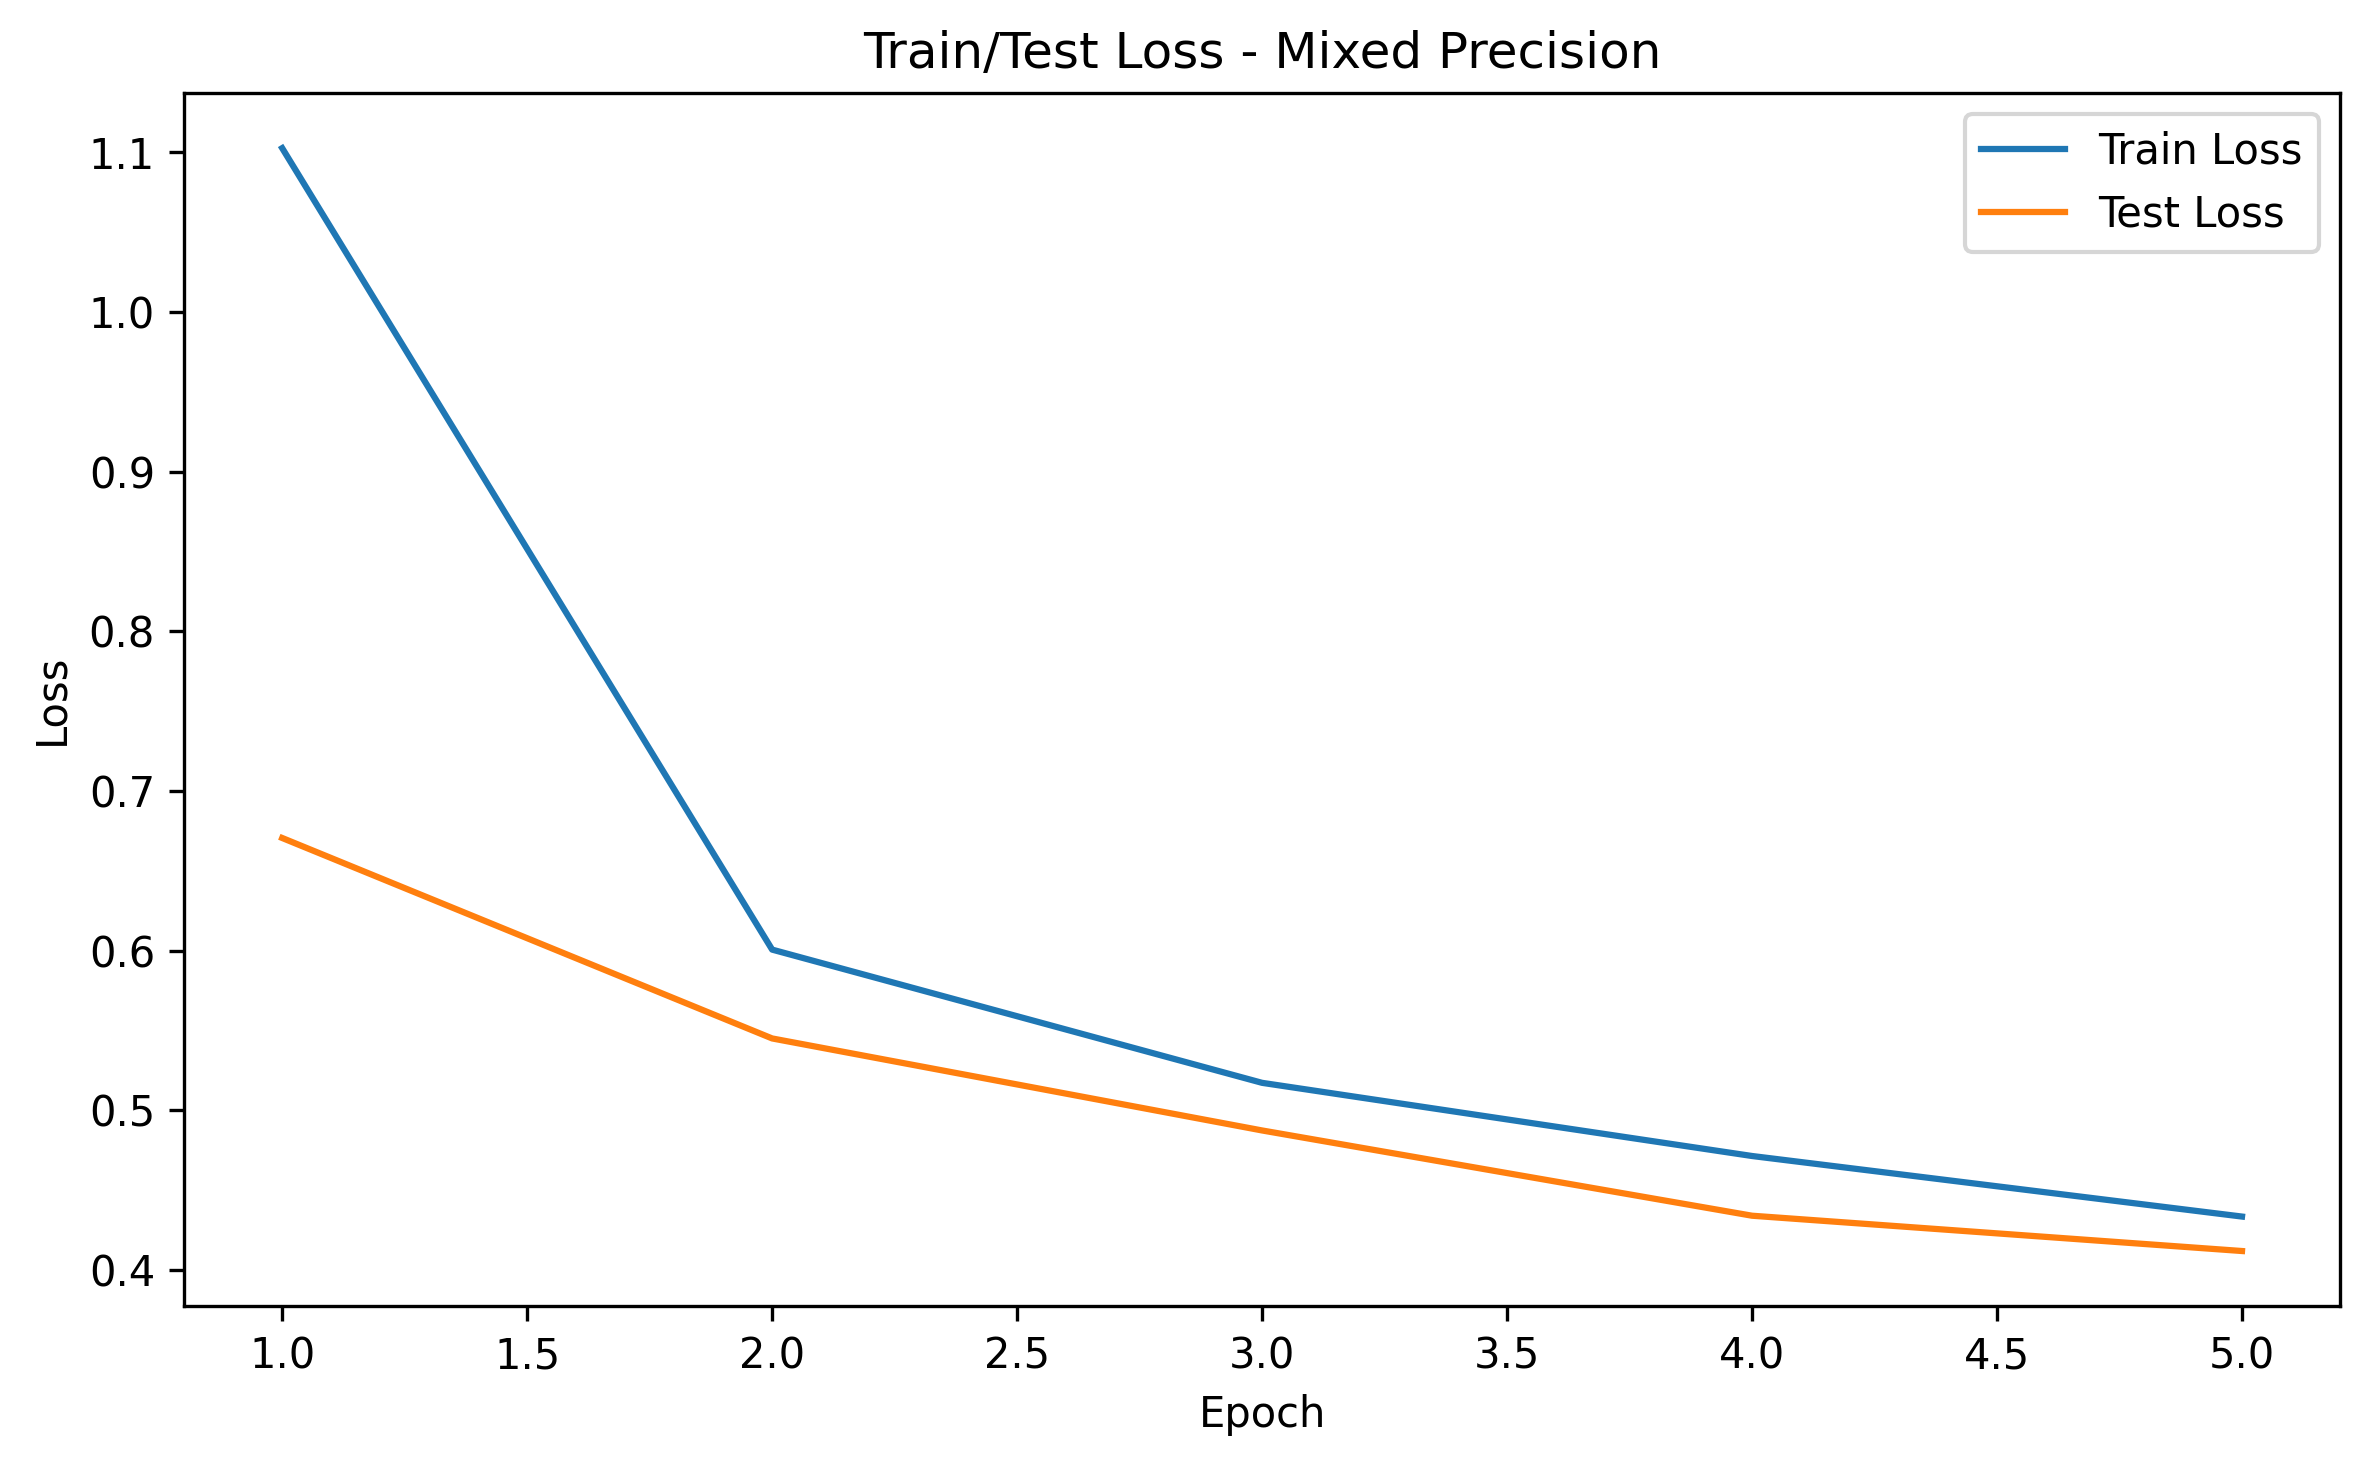 Train/Test Loss - Mixed Precision
Train Loss
Test Loss
Loss
1.1
1.0
0.9
0.8
0.7
0.6
0.5
0.4
1.0 1.5 2.0 2.5 3.0 3.5 4.0 4.5 5.0
Epoch